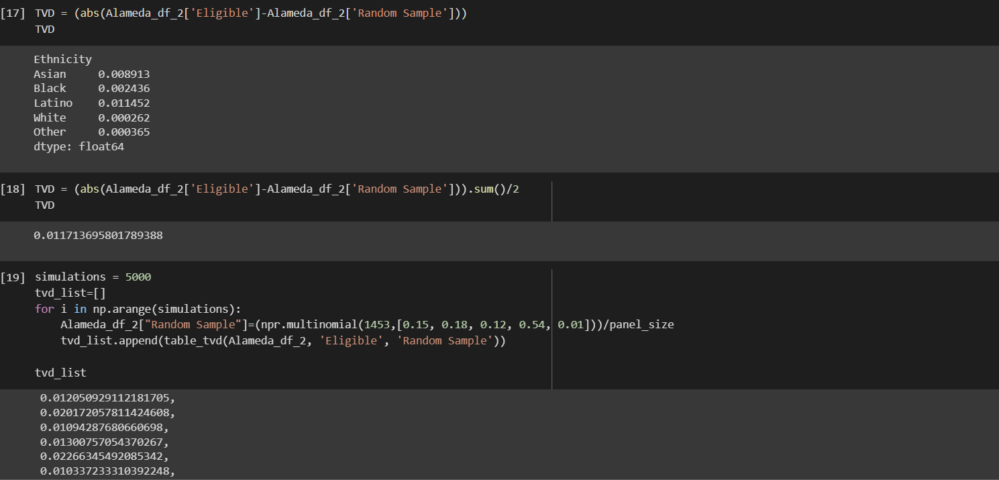 [17] TVD = (abs(Alameda_df_2['Eligible']-Alameda_df_2['Random Sample']))
TVD
Ethnicity
Asian     0.008913
Black     0.002436
Latino    0.011452
White     0.000262
Other     0.000365
dtype: float64
[18] TVD = (abs(Alameda_df_2['Eligible']-Alameda_df_2['Random Sample'])).sum()/2
TVD
0.011713695801789388
[19] simulations = 5000
tvd_list=[]
for i in np.arange(simulations):
    Alameda_df_2["Random Sample"]=(npr.multinomial(1453,[0.15, 0.18, 0.12, 0.54, 0.01]))/panel_size
    tvd_list.append(table_tvd(Alameda_df_2, 'Eligible', 'Random Sample'))
tvd_list
0.012050929112181705,
0.020172057811424608,
0.01094287680660698,
0.01300757054370267,
0.02266345492085342,
0.010337233310392248,